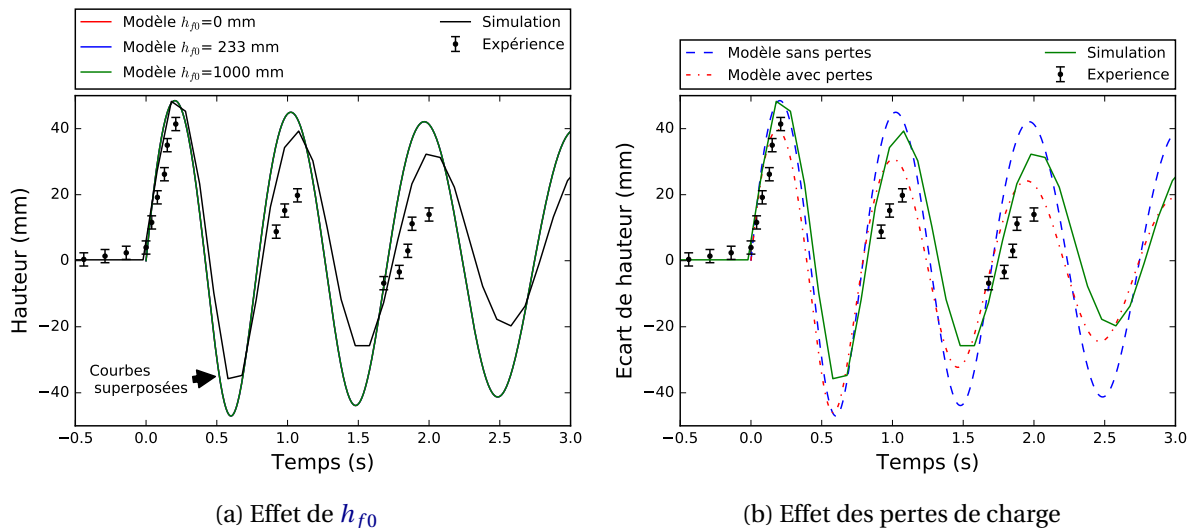 Modèle h_f0=0 mm
Modèle h_f0= 233 mm
Modèle h_f0=1000 mm
Simulation
Expérience
Hauteur (mm)
40
20
0
−20
−40
Courbes
superposées
−0.5 0.0 0.5 1.0 1.5 2.0 2.5 3.0
Temps (s)
(a) Effet de h_f0
Modèle sans pertes
Modèle avec pertes
Simulation
Experience
Ecart de hauteur (mm)
40
20
0
−20
−40
−0.5 0.0 0.5 1.0 1.5 2.0 2.5 3.0
Temps (s)
(b) Effet des pertes de charge